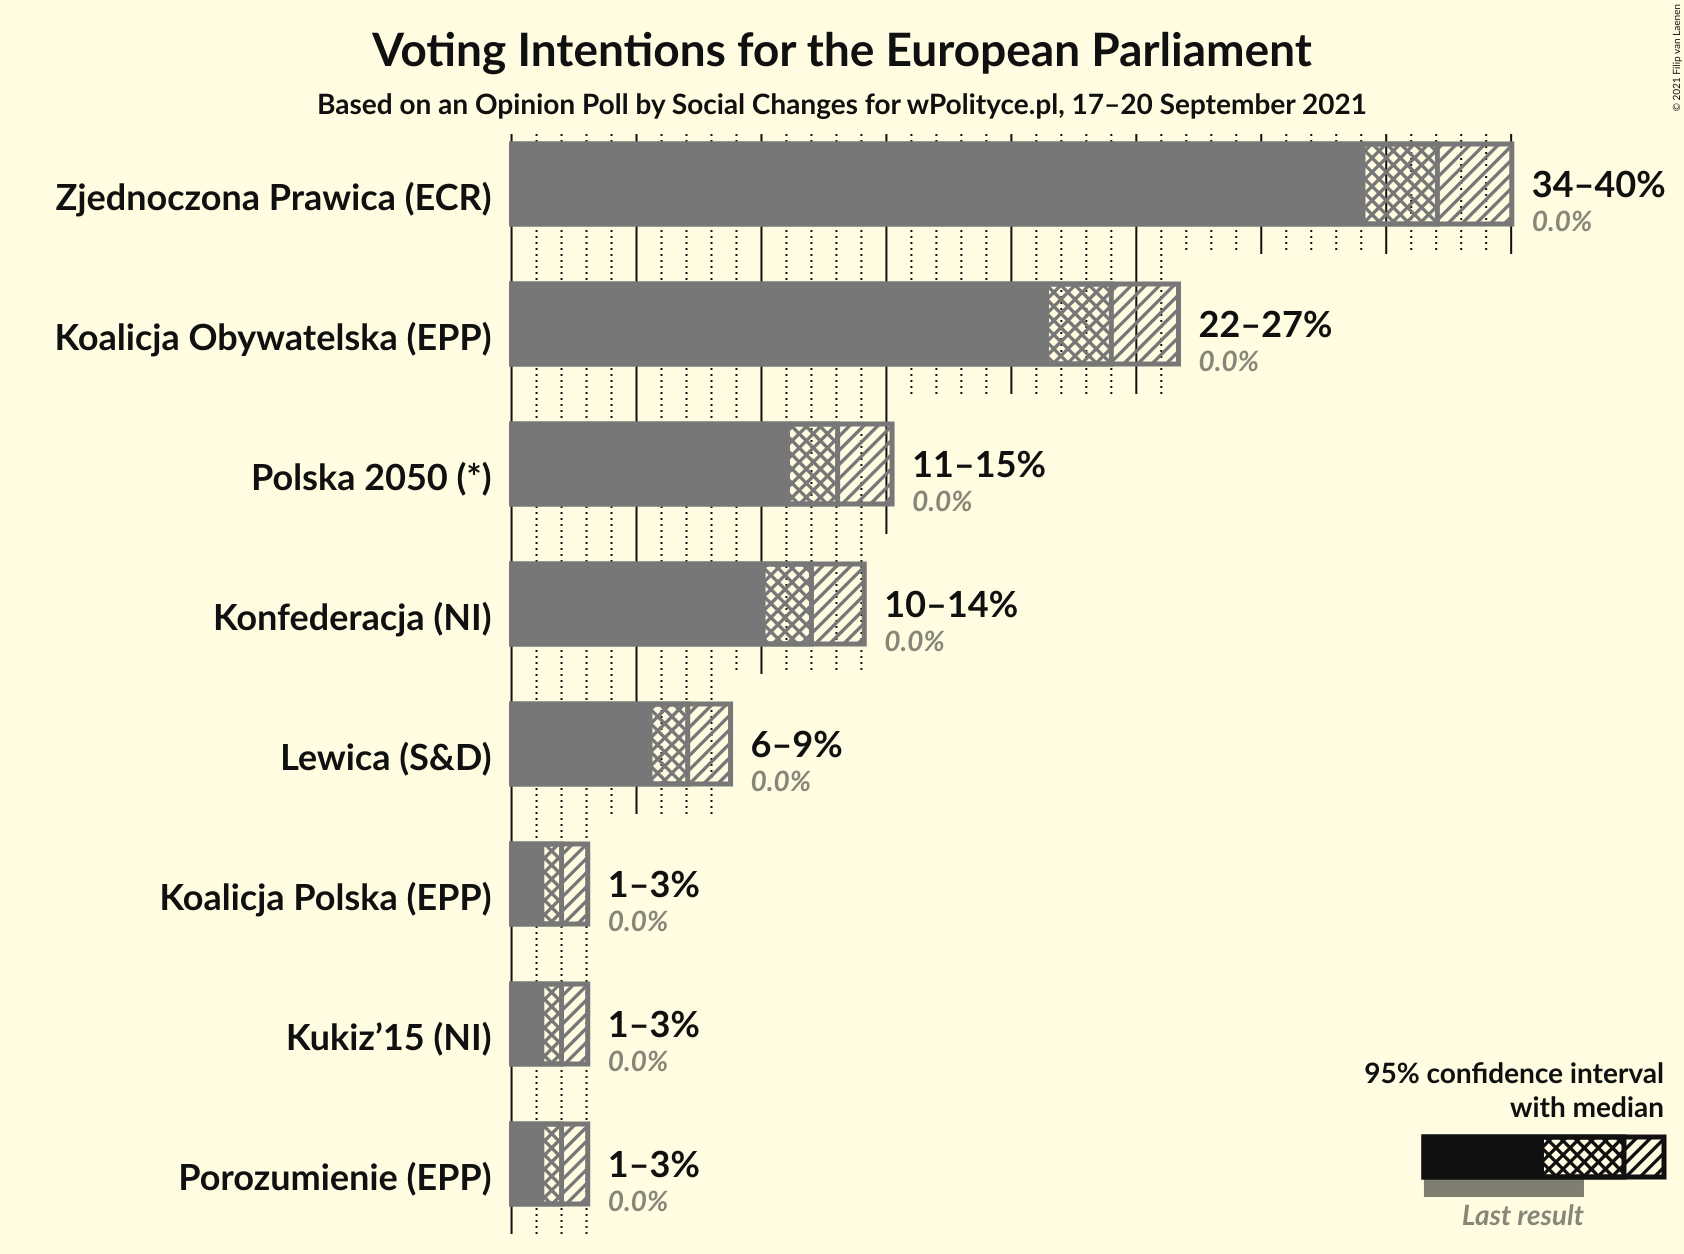 Voting Intentions for the European Parliament
Based on an Opinion Poll by Social Changes for wPolityce.pl, 17–20 September 2021
© 2021 Filip van Laenen
Zjednoczona Prawica (ECR)
34–40%
0.0%
Koalicja Obywatelska (EPP)
22–27%
0.0%
Polska 2050 (*)
11–15%
0.0%
Konfederacja (NI)
10–14%
0.0%
Lewica (S&D)
6–9%
0.0%
Koalicja Polska (EPP)
1–3%
0.0%
Kukiz’15 (NI)
1–3%
0.0%
Porozumienie (EPP)
1–3%
0.0%
95% confidence interval
with median
Last result